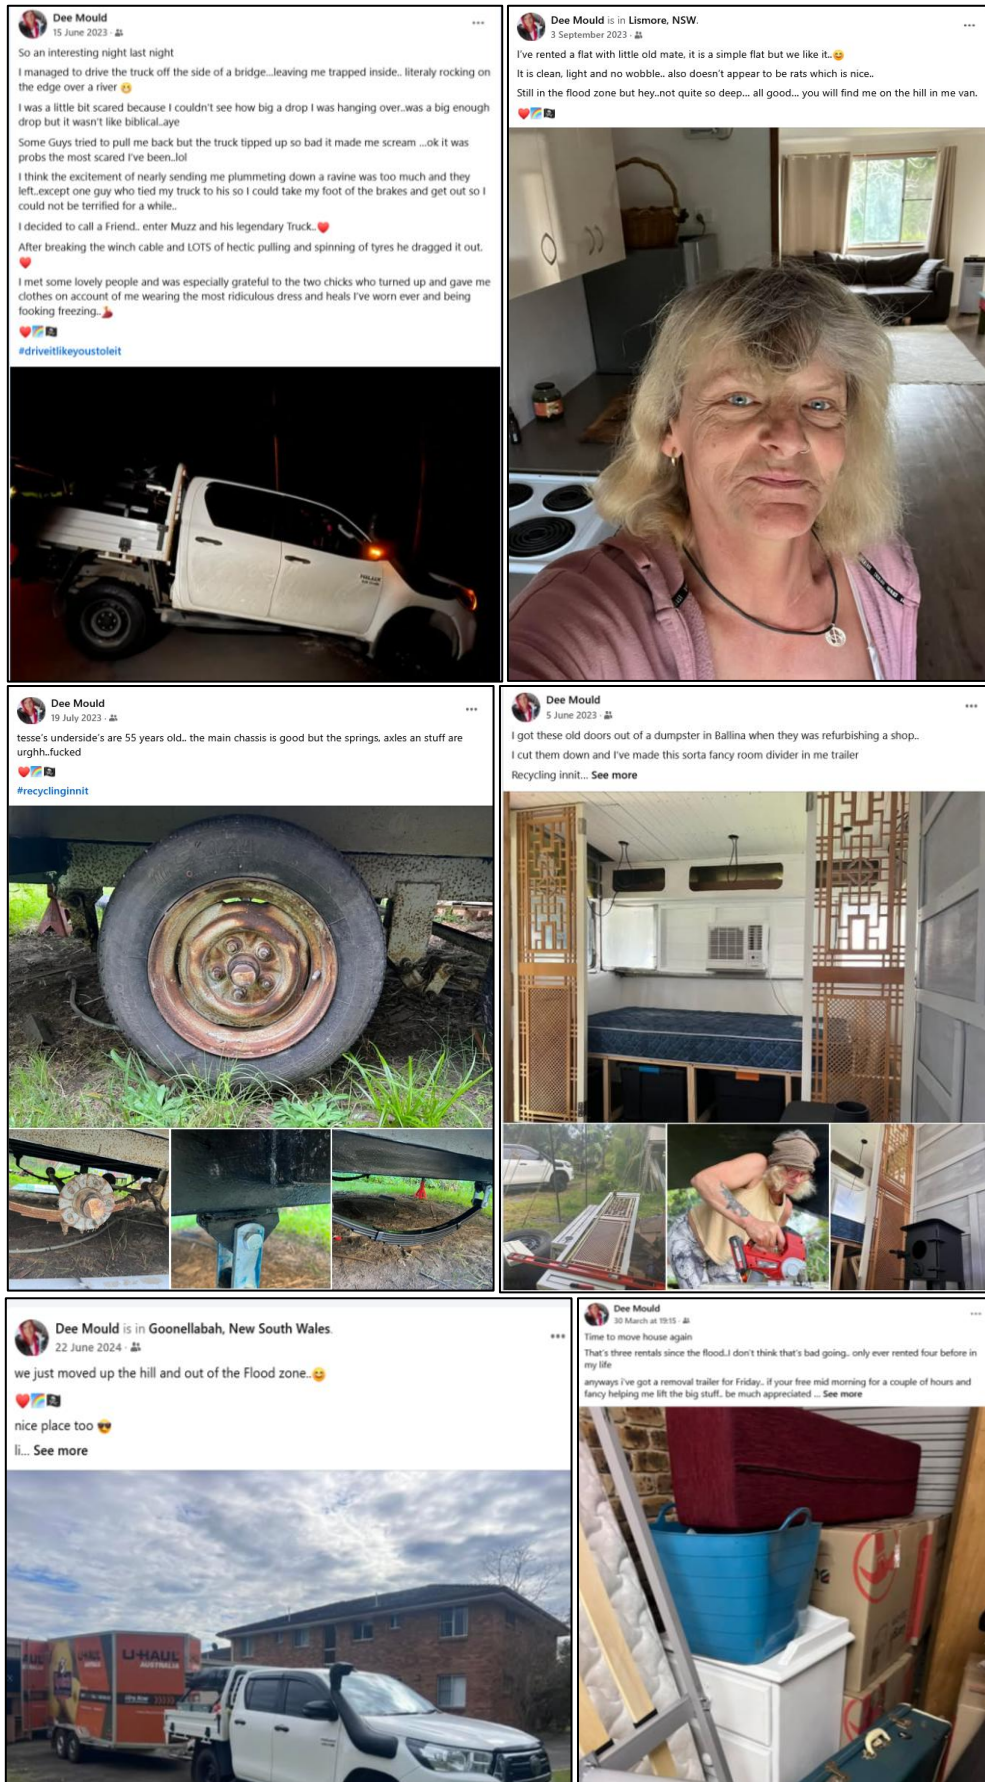 Dee Mould
15 June 2023 ·
So an interesting night last night
I managed to drive the truck off the side of a bridge...leaving me trapped inside.. literaly rocking on
the edge over a river
I was a little bit scared because I couldn't see how big a drop I was hanging over..was a big enough
drop but it wasn't like biblical..aye
Some Guys tried to pull me back but the truck tipped up so bad it made me scream ...ok it was
probs the most scared I've been..lol
I think the excitement of nearly sending me plummeting down a ravine was too much and they
left..except one guy who tied my truck to his so I could take my foot of the brakes and get out so I
could not be terrified for a while..
I decided to call a Friend.. enter Muzz and his legendary Truck..❤️
After breaking the winch cable and LOTS of hectic pulling and spinning of tyres he dragged it out.
❤️
I met some lovely people and was especially grateful to the two chicks who turned up and gave me
clothes on account of me wearing the most ridiculous dress and heals I've worn ever and being
fooking freezing..
#driveitlikeyoustoleit
HILUX
Dee Mould is in Lismore, NSW.
3 September 2023 ·
I've rented a flat with little old mate, it is a simple flat but we like it..
It is clean, light and no wobble.. also doesn't appear to be rats which is nice..
Still in the flood zone but hey..not quite so deep... all good... you will find me on the hill in me van.
Dee Mould
19 July 2023 ·
tesse's underside's are 55 years old.. the main chassis is good but the springs, axles an stuff are
urghh..fucked
#recyclinginnit
Dee Mould
5 June 2023 ·
I got these old doors out of a dumpster in Ballina when they was refurbishing a shop..
I cut them down and I've made this sorta fancy room divider in me trailer
Recycling innit... See more
Dee Mould is in Goonellabah, New South Wales.
22 June 2024 ·
we just moved up the hill and out of the Flood zone..
nice place too
li... See more
U-HAUL
AUSTRALIA
Dee Mould
30 March at 19:15 ·
Time to move house again
That's three rentals since the flood..I don't think that's bad going.. only ever rented four before in
my life
anyways i've got a removal trailer for Friday.. if your free mid morning for a couple of hours and
fancy helping me lift the big stuff.. be much appreciated ... See more